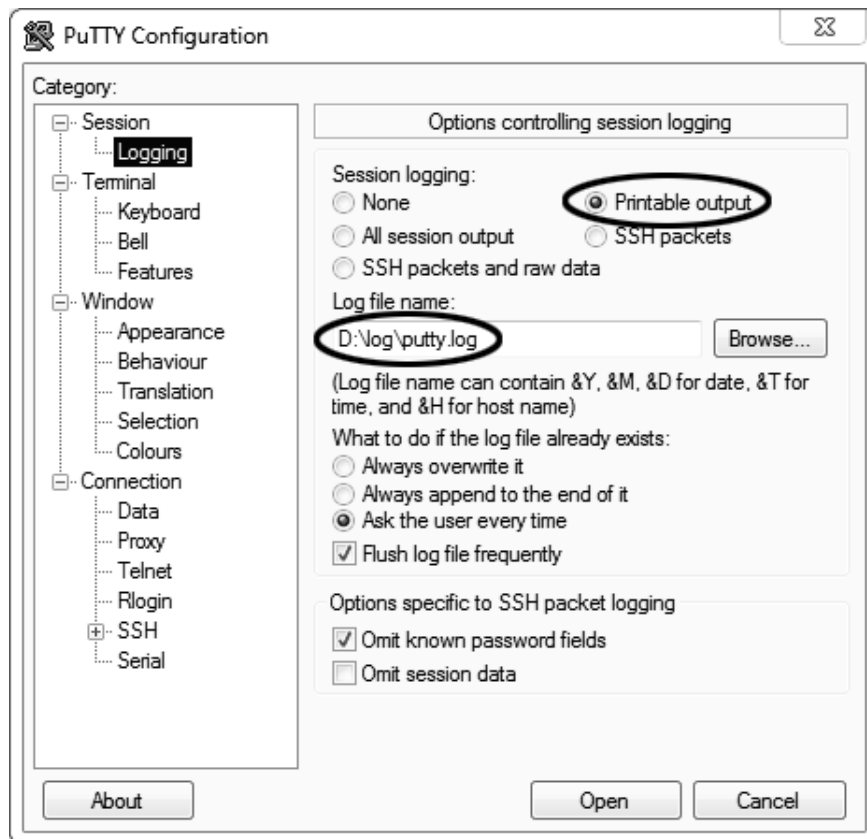 PuTTY Configuration
Category:
Session
Logging
Terminal
Keyboard
Bell
Features
Window
Appearance
Behaviour
Translation
Selection
Colours
Connection
Data
Proxy
Telnet
Rlogin
SSH
Serial
Options controlling session logging
Session logging:
None
Printable output
All session output
SSH packets
SSH packets and raw data
Log file name:
D:\log\putty.log
Browse...
(Log file name can contain &Y, &M, &D for date, &T for
time, and &H for host name)
What to do if the log file already exists:
Always overwrite it
Always append to the end of it
Ask the user every time
Flush log file frequently
Options specific to SSH packet logging
Omit known password fields
Omit session data
About
Open
Cancel